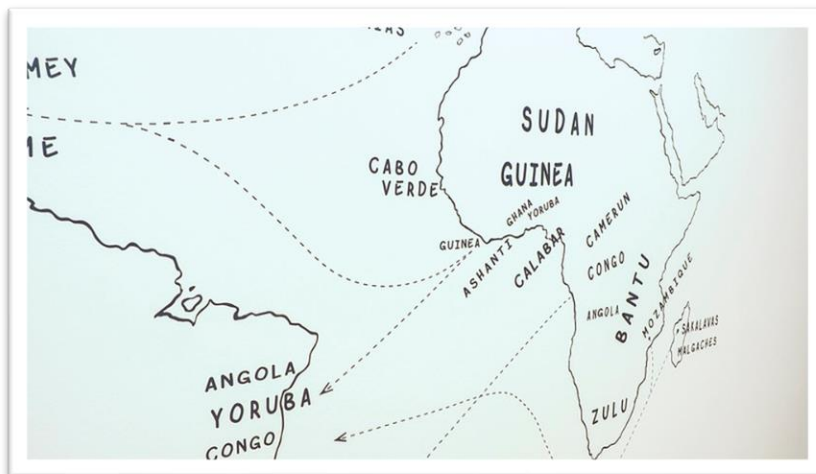 MEY
SUDAN
GUINEA
CABO
VERDE
GHANA
YORUBA
GUINEA
ASHANTI
CALABAR
CAMERUN
CONGO
BANTU
ANGOLA
MOZAMBIQUE
SAKALAVAS
MALGACHES
ZULU
ANGOLA
YORUBA
CONGO